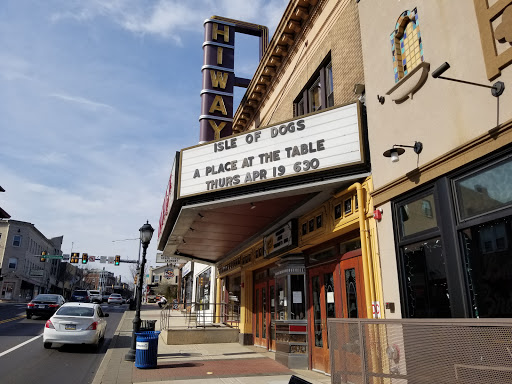 HIWAY
ISLE OF DOGS
A PLACE AT THE TABLE
THURS APR 19 630